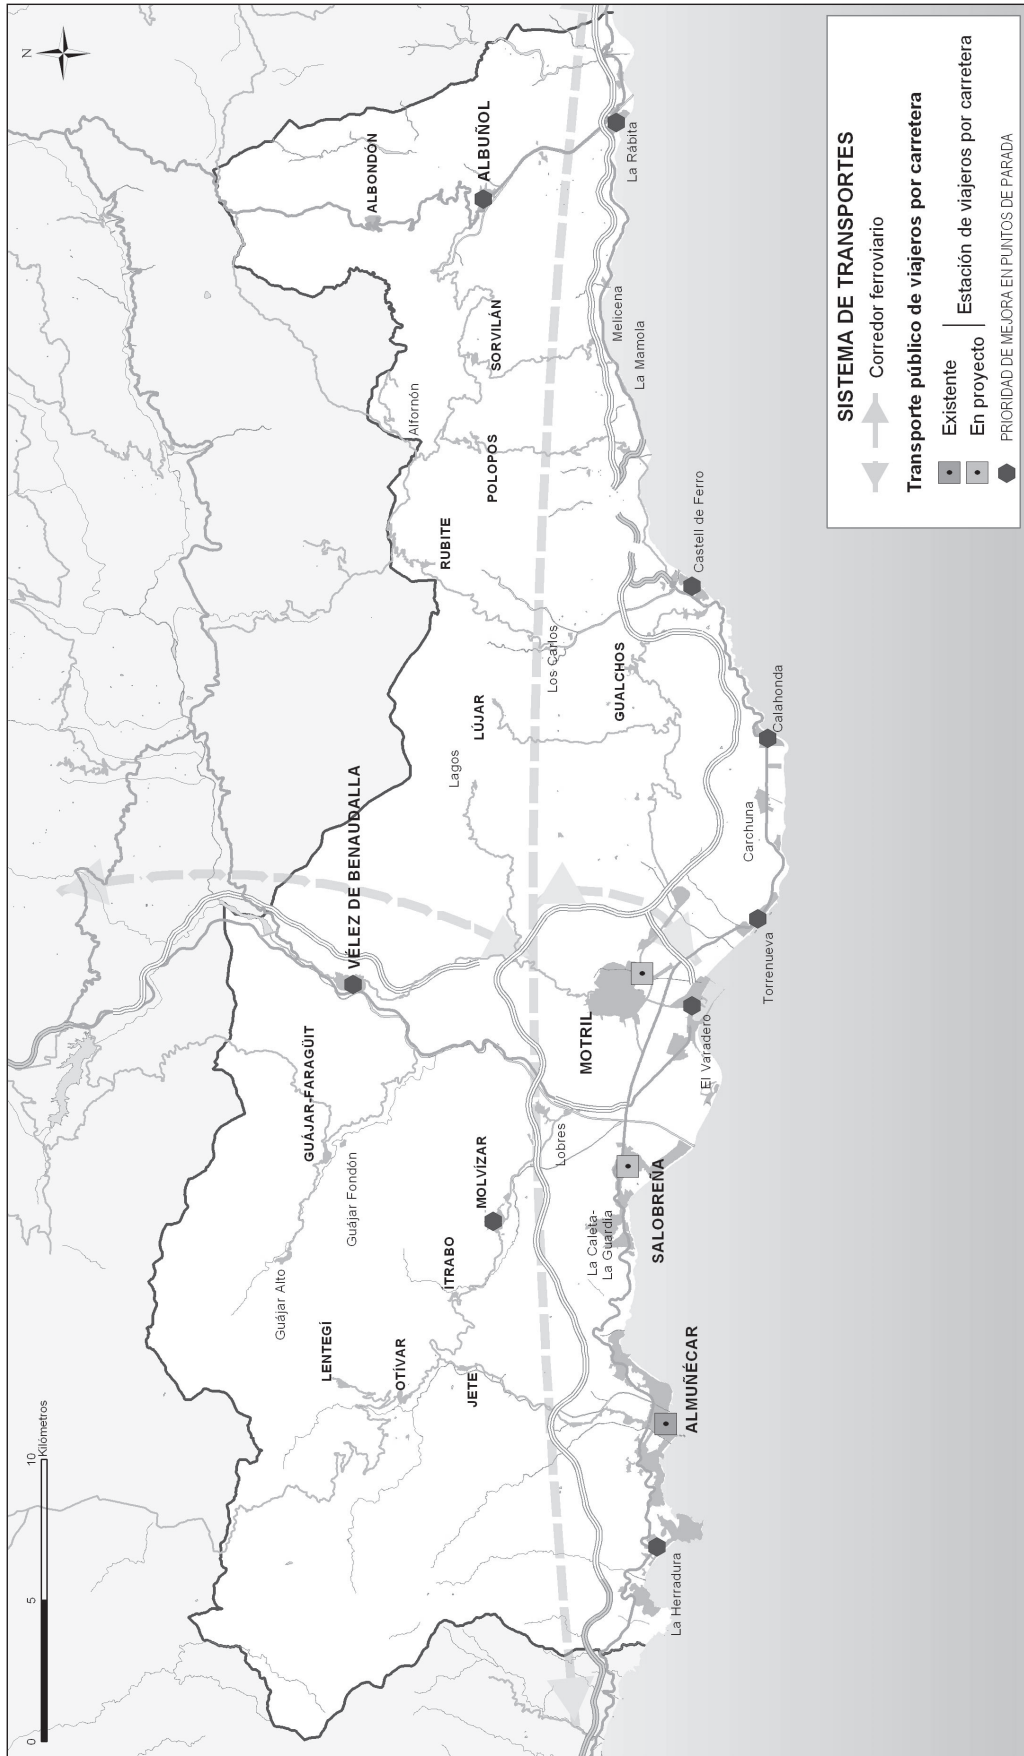 N
0
5
10
Kilómetros
ALBONDÓN
ALBUÑOL
La Rábita
SORVILÁN
Melicena
La Mamola
Alfornón
POLOPOS
RUBITE
Castell de Ferro
Los Carlos
GUALCHOS
LÚJAR
Lagos
Calahonda
Carchuna
VÉLEZ DE BENAUDALLA
Torrenueva
MOTRIL
El Varadero
GUÁJAR-FARAGÜIT
Guájar Fondón
Guájar Alto
MOLVÍZAR
Lobres
ÍTRABO
SALOBREÑA
La Caleta-
La Guardia
LENTEGÍ
OTÍVAR
JETE
ALMUÑÉCAR
La Herradura
SISTEMA DE TRANSPORTES
Corredor ferroviario
Transporte público de viajeros por carretera
Existente
En proyecto
Estación de viajeros por carretera
PRIORIDAD DE MEJORA EN PUNTOS DE PARADA